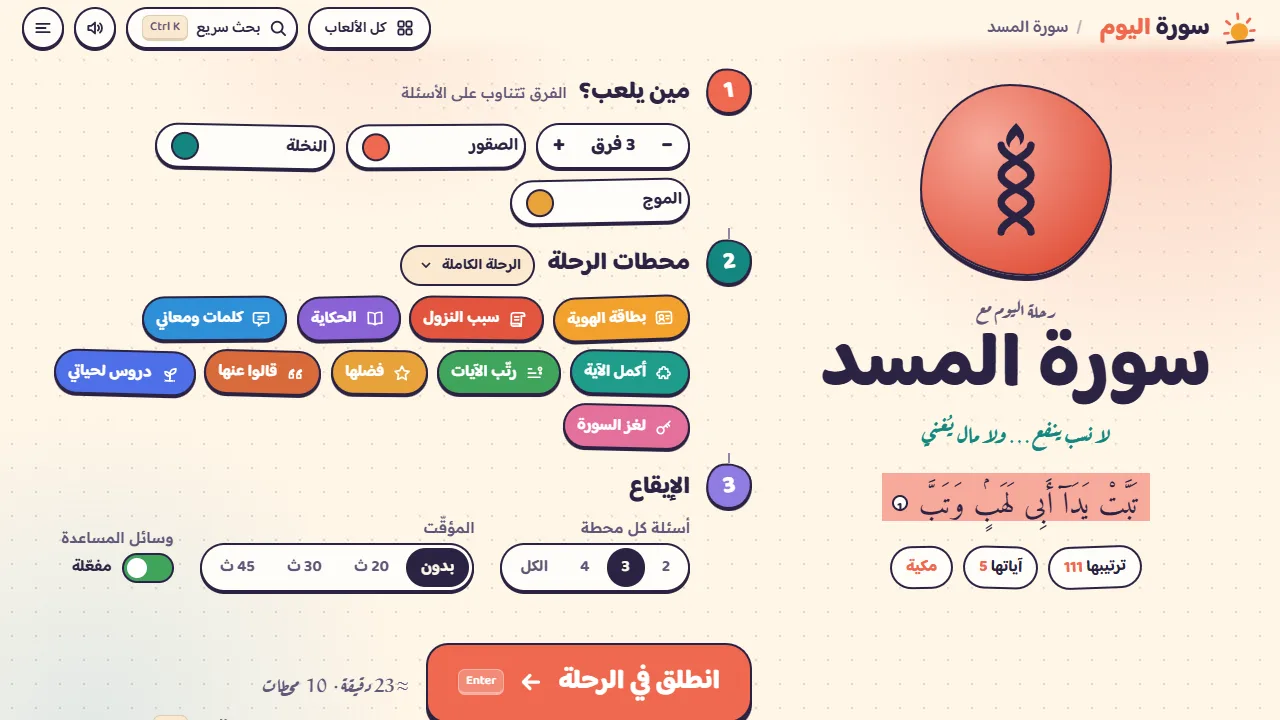 سورة اليوم / سورة المسد
كل الألعاب
بحث سريع Ctrl K
رحلة اليوم مع
سورة المسد
لا نسب ينفع... ولا مال يُغني
تَبَّتْ يَدَآ أَبِى لَهَبٍۢ وَتَبَّ ١
ترتيبها 111
آياتها 5
مكية
1
مين يلعب؟ الفرق تتناوب على الأسئلة
− 3 فرق +
الصقور
النخلة
الموج
2
محطات الرحلة
الرحلة الكاملة
بطاقة الهوية
سبب النزول
الحكاية
كلمات ومعاني
أكمل الآية
رتّب الآيات
فضلها
قالوا عنها
دروس لحياتي
لغز السورة
3
الإيقاع
أسئلة كل محطة
2 3 4 الكل
المؤقّت
بدون 20 ث 30 ث 45 ث
وسائل المساعدة
مفعّلة
انطلق في الرحلة ← Enter
≈23 دقيقة · 10 محطات